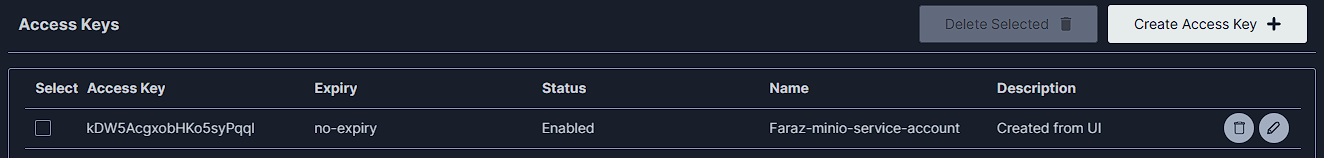 Access Keys
Delete Selected
Create Access Key
Select Access Key Expiry Status Name Description
kDW5AcgxobHKo5syPqql no-expiry Enabled Faraz-minio-service-account Created from UI